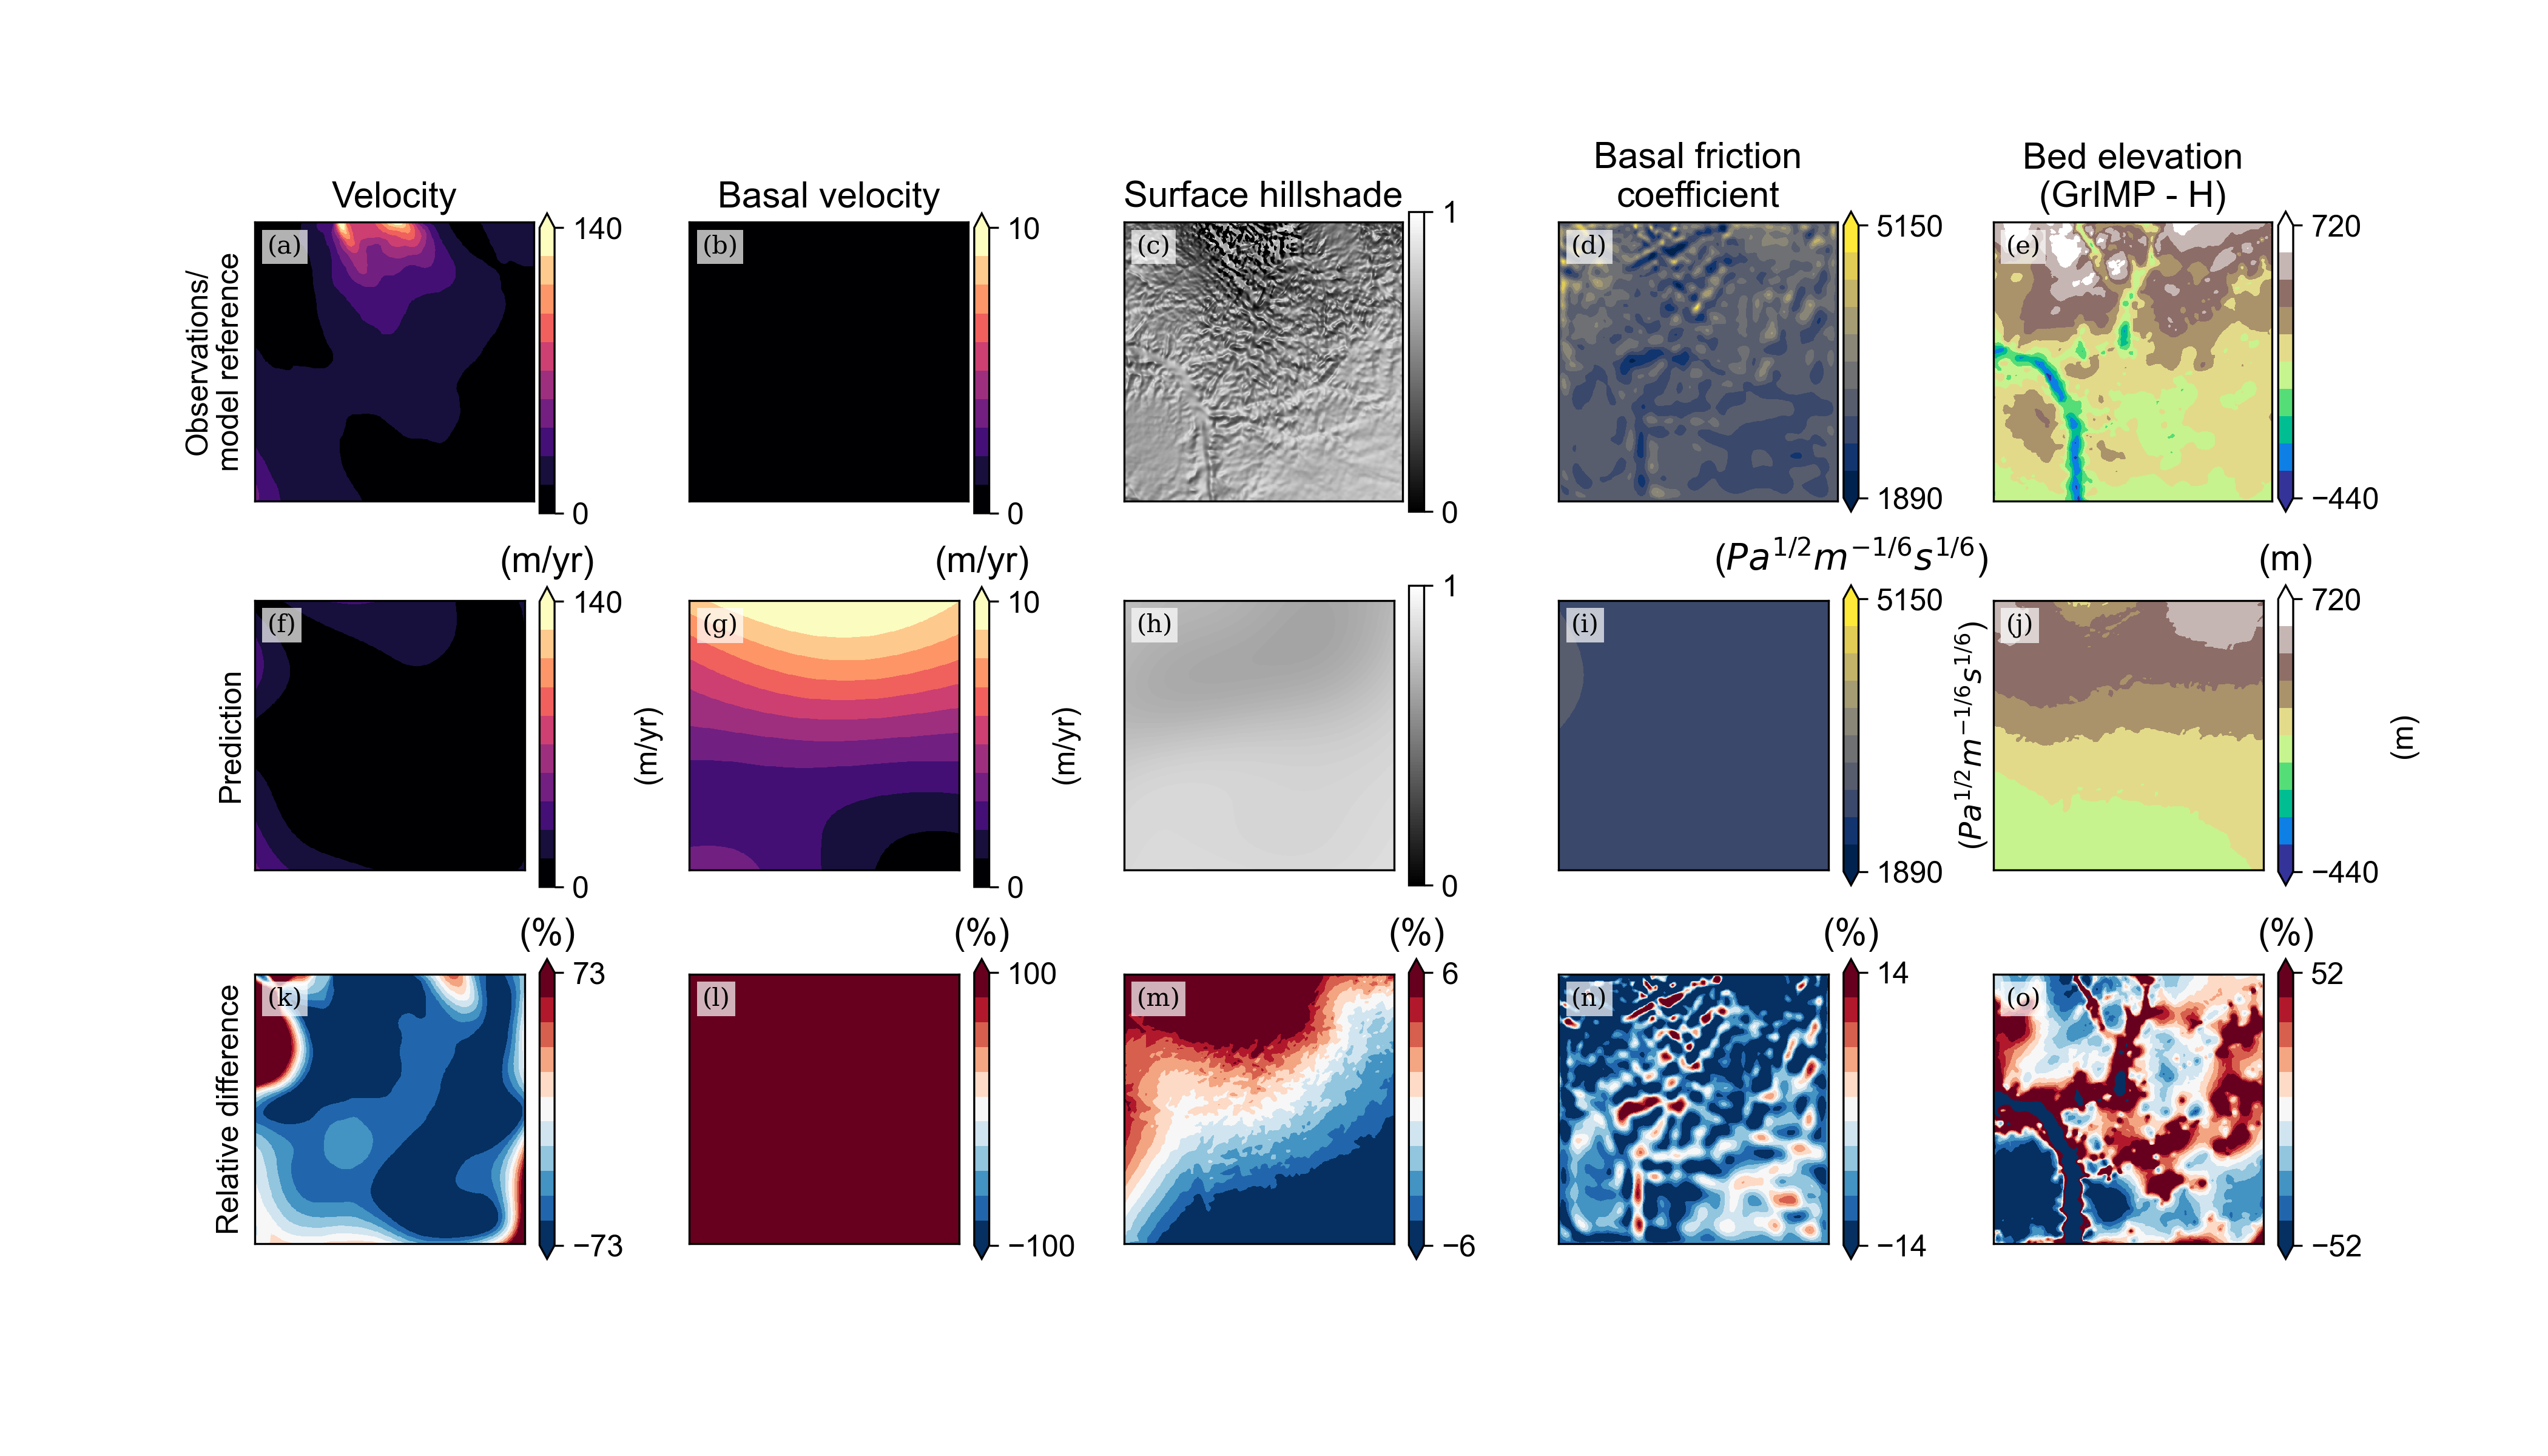 Velocity
Basal velocity
Surface hillshade
Basal friction
coefficient
Bed elevation
(GrIMP - H)
Observations/
model reference
(a)
140
0
(b)
10
0
(c)
1
0
(d)
5150
1890
(e)
720
−440
(m/yr)
(m/yr)
(Pa^{1/2}m^{−1/6}s^{1/6})
(m)
Prediction
(f)
140
0
(m/yr)
(g)
10
0
(m/yr)
(h)
1
0
(i)
5150
1890
(Pa^{1/2}m^{−1/6}s^{1/6})
(j)
720
−440
(m)
(%)
(%)
(%)
(%)
(%)
Relative difference
(k)
73
−73
(l)
100
−100
(m)
6
−6
(n)
14
−14
(o)
52
−52